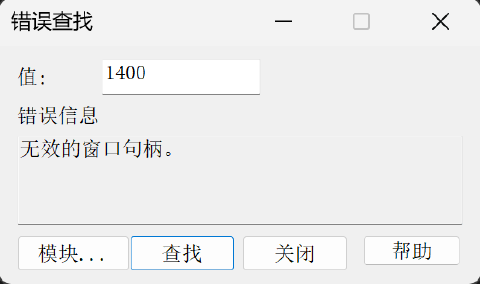 错误查找
值: 1400
错误信息
无效的窗口句柄。
模块... 查找 关闭 帮助